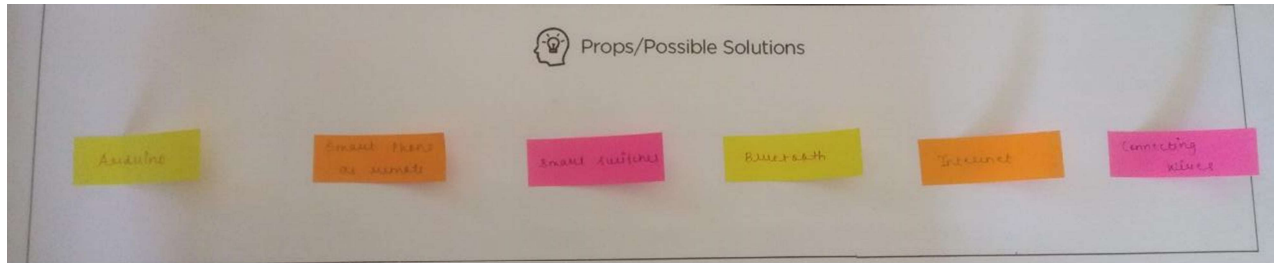 Props/Possible Solutions
Arduino
Smart Phone
as remote
Smart switches
Bluetooth
Internet
Connecting
wires